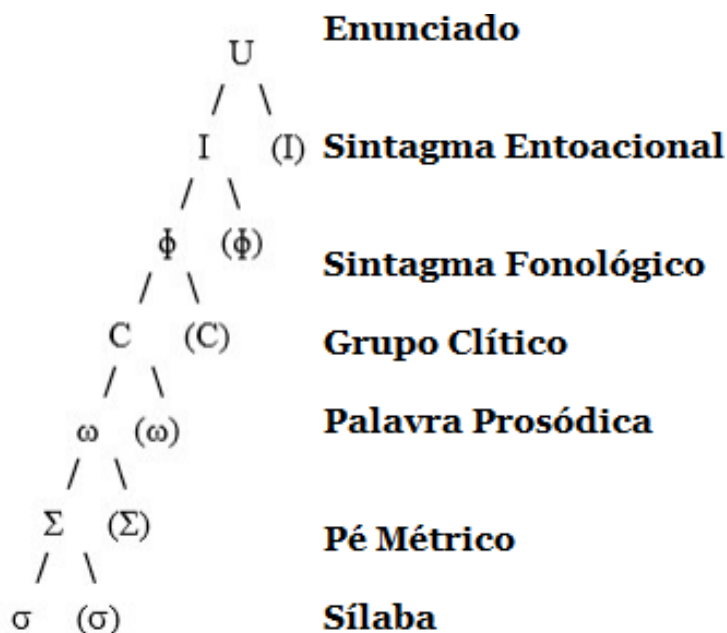 Enunciado
U
I (I) Sintagma Entoacional
ϕ (ϕ) Sintagma Fonológico
C (C) Grupo Clítico
ω (ω) Palavra Prosódica
Σ (Σ) Pé Métrico
σ (σ) Sílaba